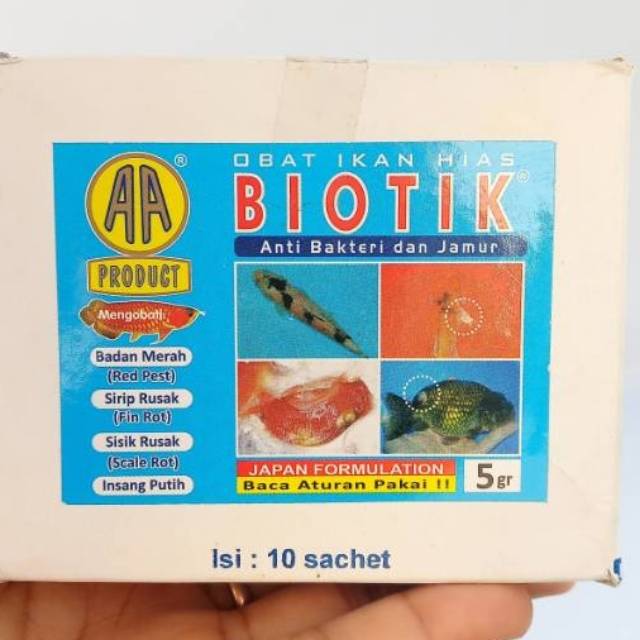 AA
®
PRODUCT
Mengobati:
Badan Merah
(Red Pest)
Sirip Rusak
(Fin Rot)
Sisik Rusak
(Scale Rot)
Insang Putih
OBAT IKAN HIAS
BIOTIK®
Anti Bakteri dan Jamur
JAPAN FORMULATION
Baca Aturan Pakai !!
5gr
Isi : 10 sachet